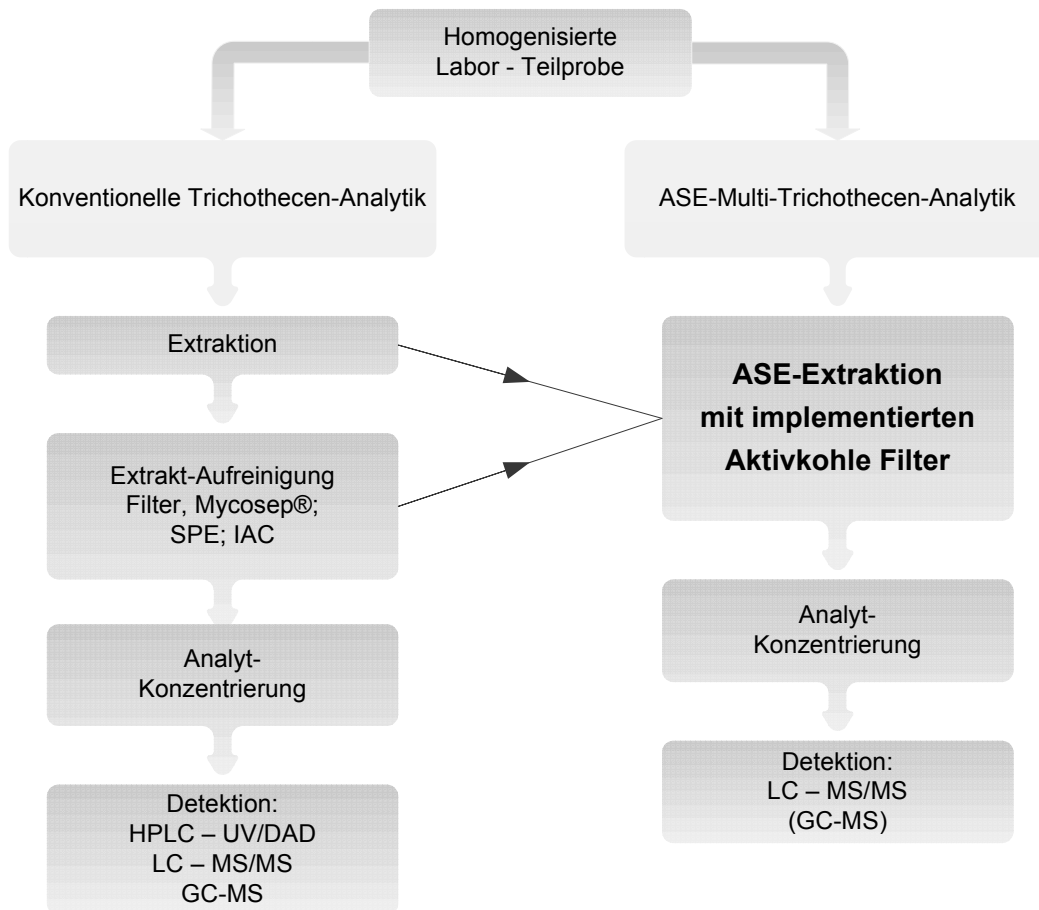 Homogenisierte
Labor - Teilprobe
Konventionelle Trichothecen-Analytik
ASE-Multi-Trichothecen-Analytik
Extraktion
Extrakt-Aufreinigung
Filter, Mycosep®;
SPE; IAC
Analyt-
Konzentrierung
Detektion:
HPLC – UV/DAD
LC – MS/MS
GC-MS
ASE-Extraktion
mit implementierten
Aktivkohle Filter
Analyt-
Konzentrierung
Detektion:
LC – MS/MS
(GC-MS)